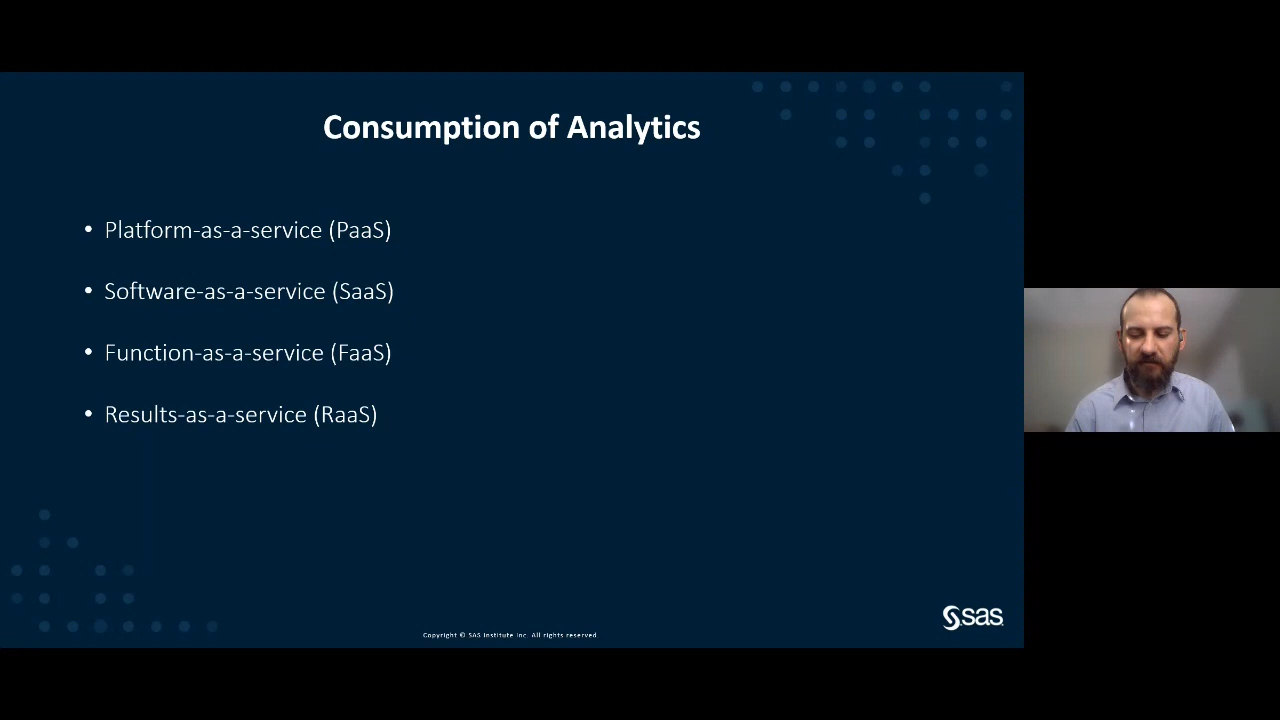 Consumption of Analytics
• Platform-as-a-service (PaaS)
• Software-as-a-service (SaaS)
• Function-as-a-service (FaaS)
• Results-as-a-service (RaaS)
sas
Copyright © SAS Institute Inc. All rights reserved.